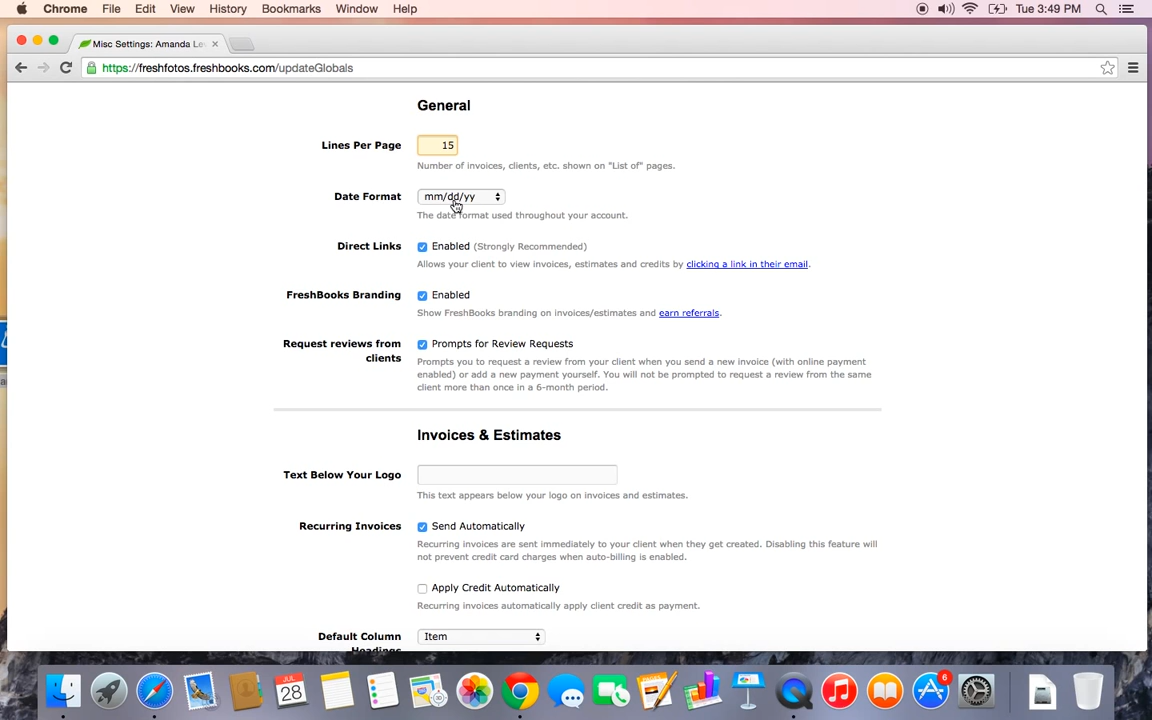 Chrome File Edit View History Bookmarks Window Help Tue 3:49 PM
Misc Settings: Amanda Le
https://freshfotos.freshbooks.com/updateGlobals
General
Lines Per Page 15
Number of invoices, clients, etc. shown on "List of" pages.
Date Format mm/dd/yy
The date format used throughout your account.
Direct Links Enabled (Strongly Recommended)
Allows your client to view invoices, estimates and credits by clicking a link in their email.
FreshBooks Branding Enabled
Show FreshBooks branding on invoices/estimates and earn referrals.
Request reviews from clients Prompts for Review Requests
Prompts you to request a review from your client when you send a new invoice (with online payment
enabled) or add a new payment yourself. You will not be prompted to request a review from the same
client more than once in a 6-month period.
Invoices & Estimates
Text Below Your Logo
This text appears below your logo on invoices and estimates.
Recurring Invoices Send Automatically
Recurring invoices are sent immediately to your client when they get created. Disabling this feature will
not prevent credit card charges when auto-billing is enabled.
Apply Credit Automatically
Recurring invoices automatically apply client credit as payment.
Default Column Item
Headings
JUL
28
6